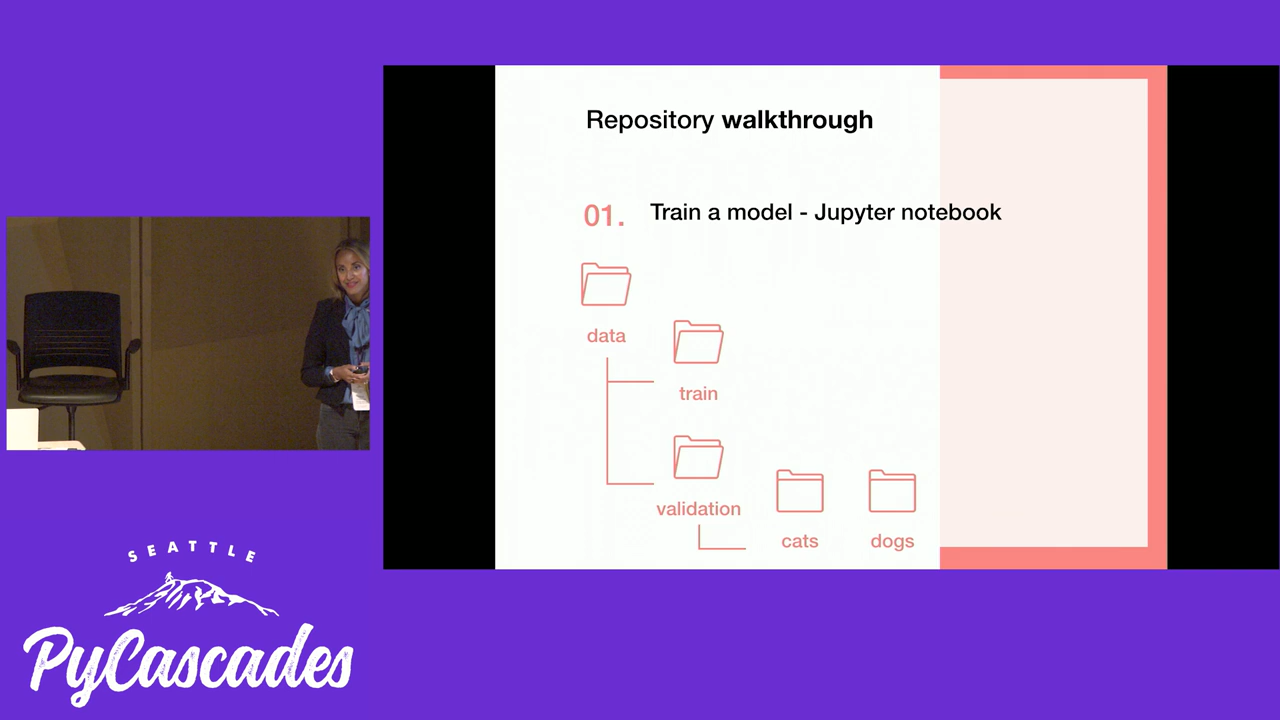 Repository walkthrough
01. Train a model - Jupyter notebook
data
train
validation
cats
dogs
SEATTLE
PyCascades